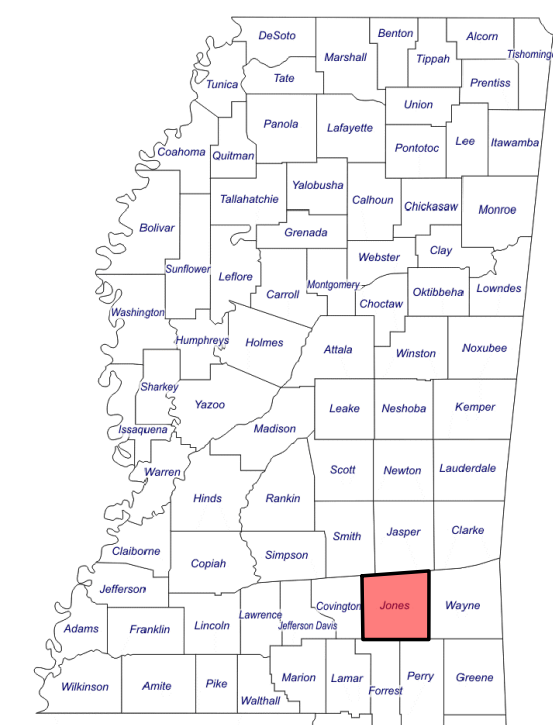 DeSoto
Benton
Alcorn
Marshall
Tippah
Tishoming
Tate
Tunica
Prentiss
Union
Panola
Lafayette
Lee
Itawamba
Pontotoc
Coahoma
Quitman
Yalobusha
Tallahatchie
Calhoun
Chickasaw
Monroe
Bolivar
Grenada
Clay
Webster
Sunflower
Leflore
Montgomery
Carroll
Oktibbeha
Lowndes
Choctaw
Washington
Humphreys
Holmes
Attala
Winston
Noxubee
Sharkey
Yazoo
Leake
Neshoba
Kemper
Issaquena
Madison
Warren
Scott
Newton
Lauderdale
Hinds
Rankin
Smith
Jasper
Clarke
Claiborne
Copiah
Simpson
Jefferson
Lawrence
Covington
Jones
Wayne
Adams
Franklin
Lincoln
Jefferson Davis
Wilkinson
Amite
Pike
Marion
Lamar
Perry
Greene
Forrest
Walthall